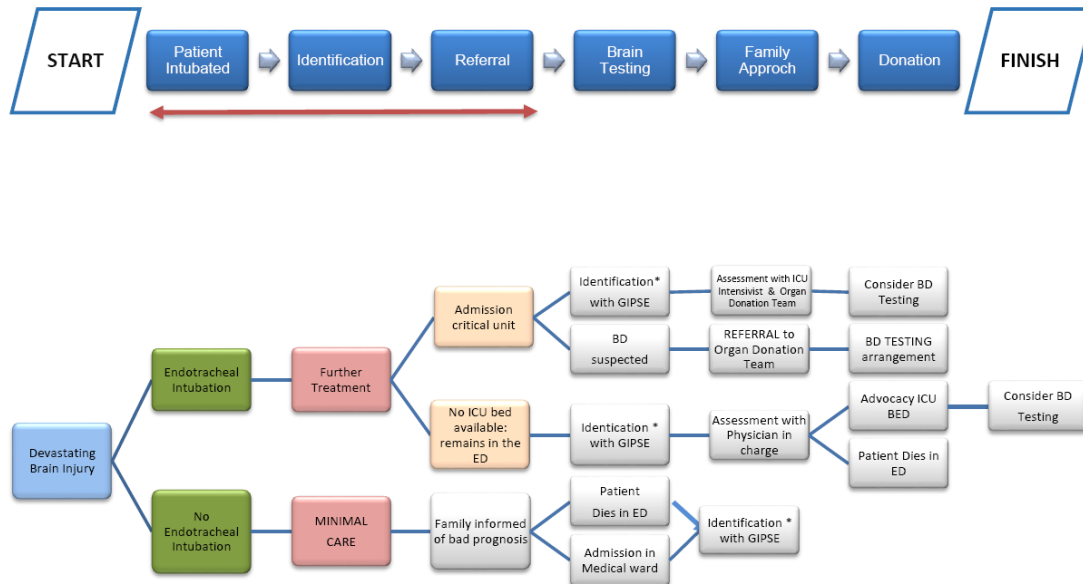 START
Patient
Intubated
Identification
Referral
Brain
Testing
Family
Approch
Donation
FINISH
Identification*
with GIPSE
Assessment with ICU
Intensivist & Organ
Donation Team
Consider BD
Testing
Admission
critical unit
BD
suspected
REFERRAL to
Organ Donation
Team
BD TESTING
arrangement
Endotracheal
Intubation
Further
Treatment
No ICU bed
available:
remains in the
ED
Identication *
with GIPSE
Assessment with
Physician in
charge
Advocacy ICU
BED
Consider BD
Testing
Patient Dies in
ED
Devastating
Brain Injury
No
Endotracheal
Intubation
MINIMAL
CARE
Family informed
of bad prognosis
Patient
Dies in ED
Admission in
Medical ward
Identification *
with GIPSE